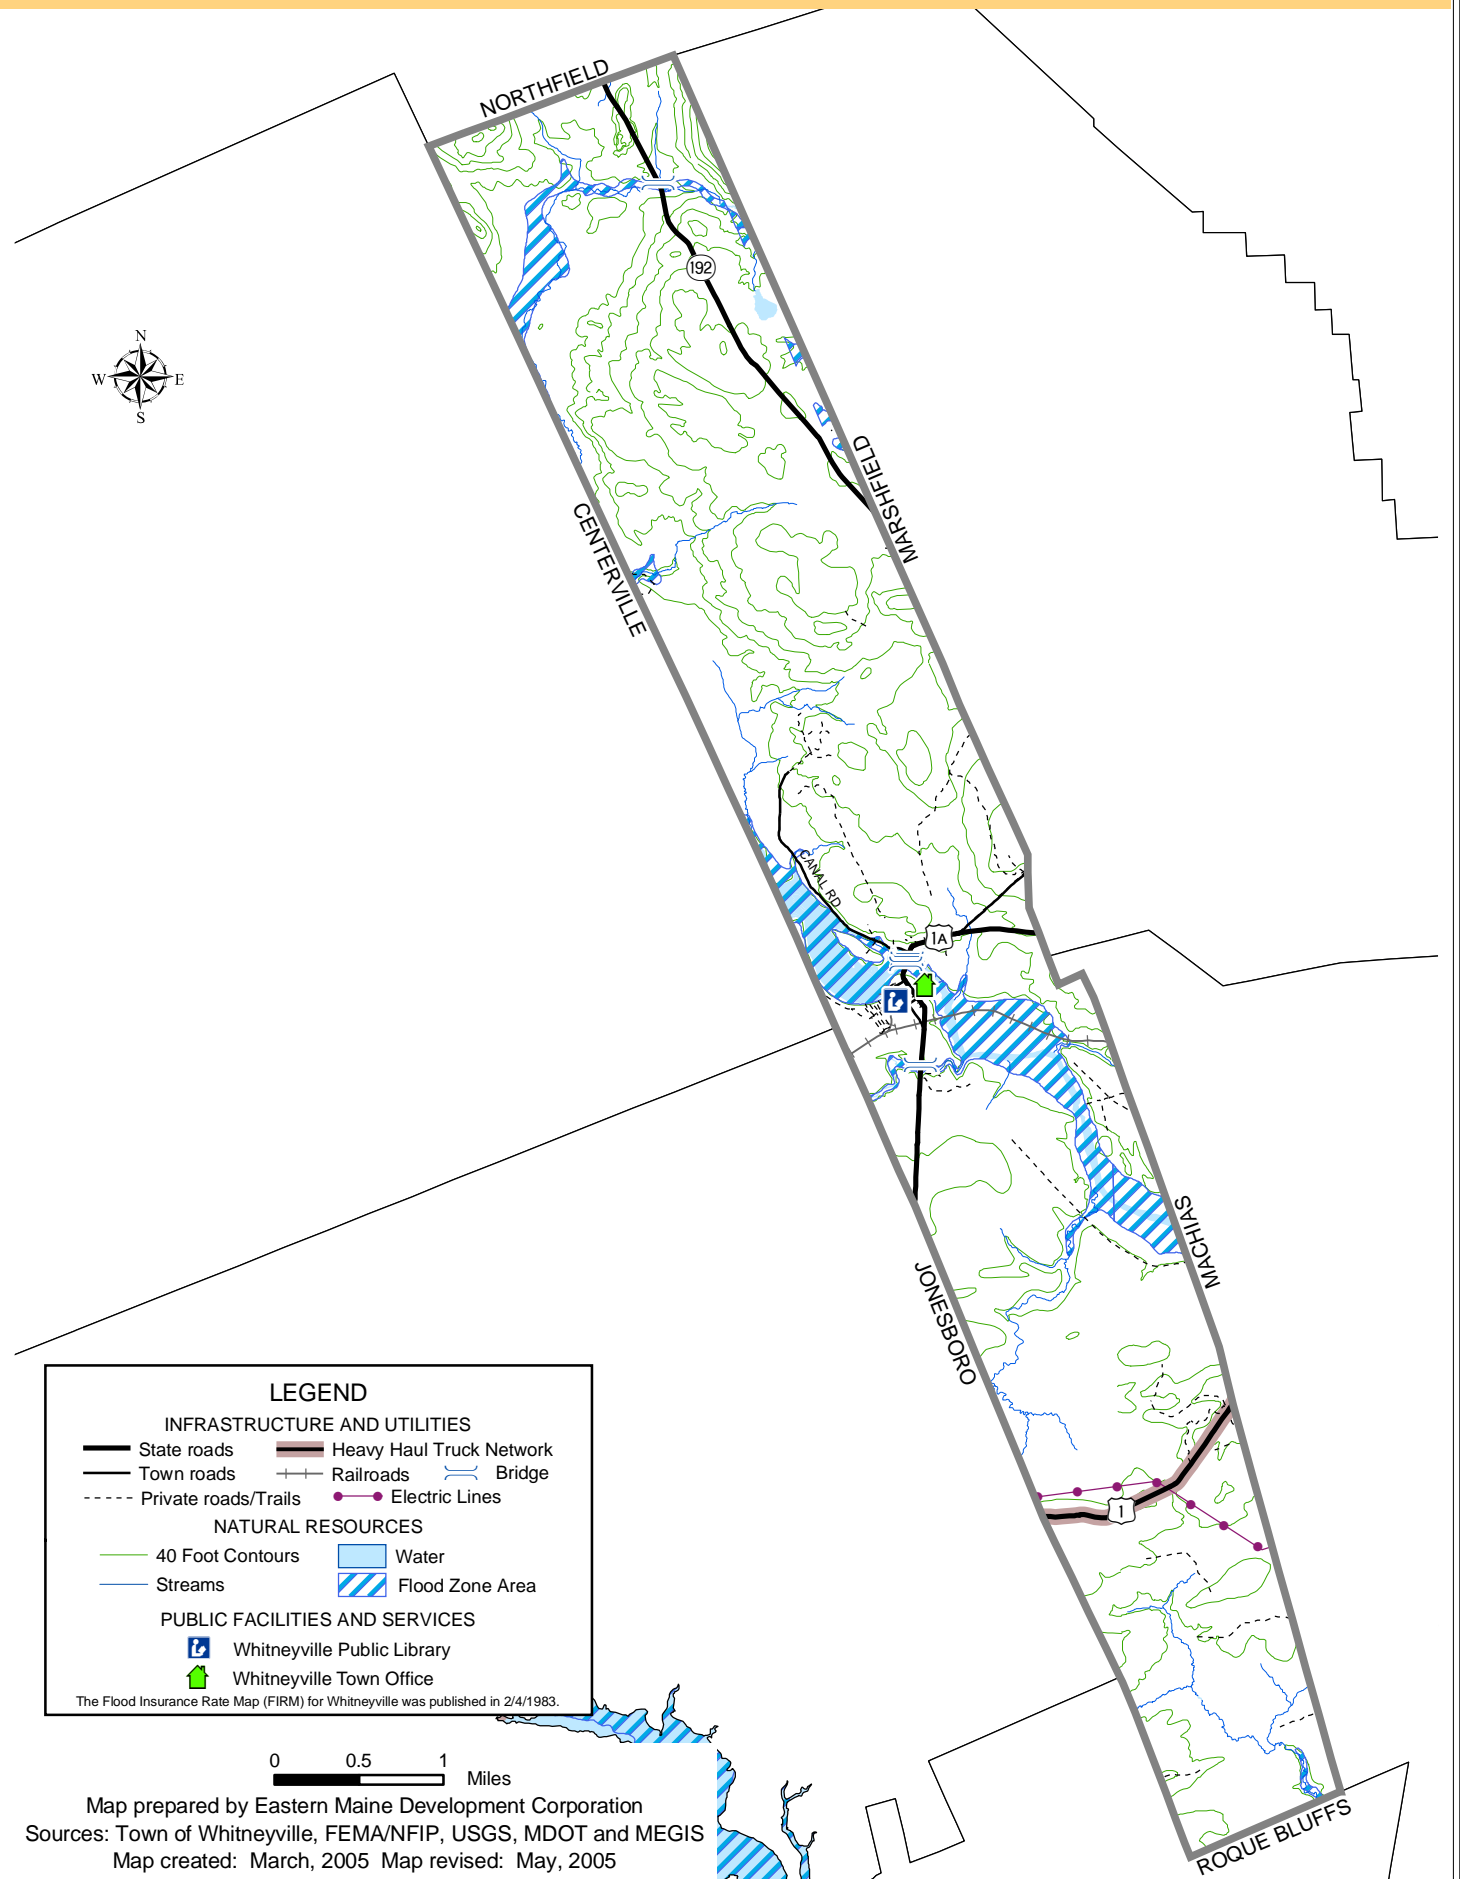 NORTHFIELD
192
N
W E
S
MARSHFIELD
CENTERVILLE
CANAL RD
1A
MACHIAS
JONESBORO
1
ROQUE BLUFFS
LEGEND
INFRASTRUCTURE AND UTILITIES
State roads Heavy Haul Truck Network
Town roads Railroads Bridge
Private roads/Trails Electric Lines
NATURAL RESOURCES
40 Foot Contours Water
Streams Flood Zone Area
PUBLIC FACILITIES AND SERVICES
Whitneyville Public Library
Whitneyville Town Office
The Flood Insurance Rate Map (FIRM) for Whitneyville was published in 2/4/1983.
0 0.5 1
Miles
Map prepared by Eastern Maine Development Corporation
Sources: Town of Whitneyville, FEMA/NFIP, USGS, MDOT and MEGIS
Map created: March, 2005 Map revised: May, 2005